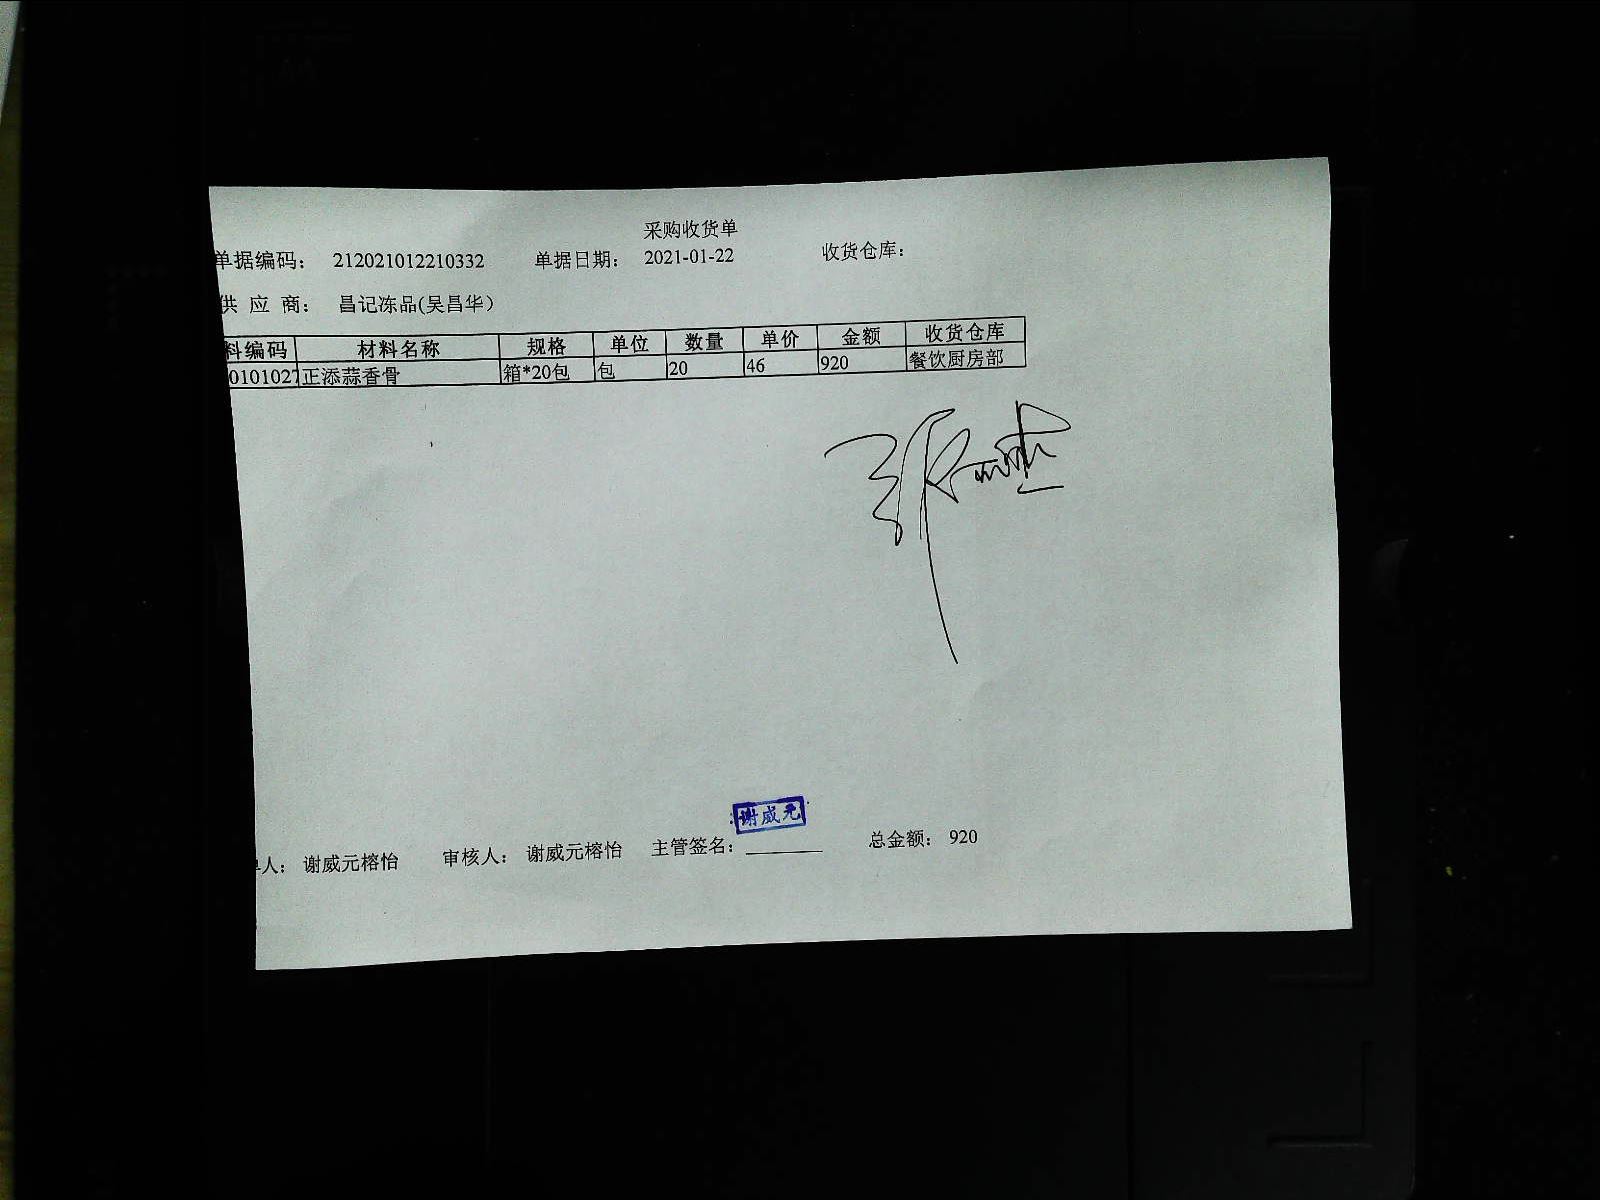 采购收货单
单据编码： 212021012210332 单据日期： 2021-01-22 收货仓库：
供 应 商： 昌记冻品(吴昌华）
料编码 材料名称 规格 单位 数量 单价 金额 收货仓库
0101027 正添蒜香骨 箱*20包 包 20 46 920 餐饮厨房部
谢威元
单人： 谢威元榕怡 审核人： 谢威元榕怡 主管签名： 总金额： 920